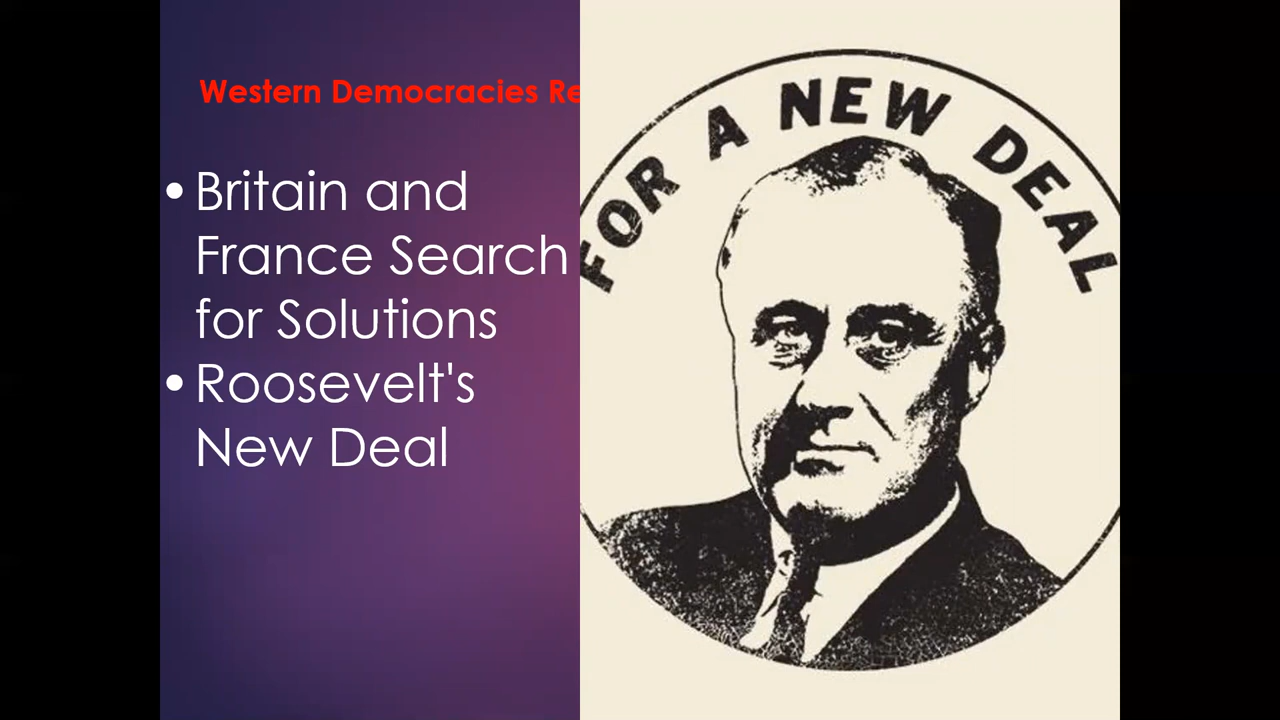 Western Democracies Re
• Britain and
France Search
for Solutions
• Roosevelt's
New Deal
FOR A NEW DEAL